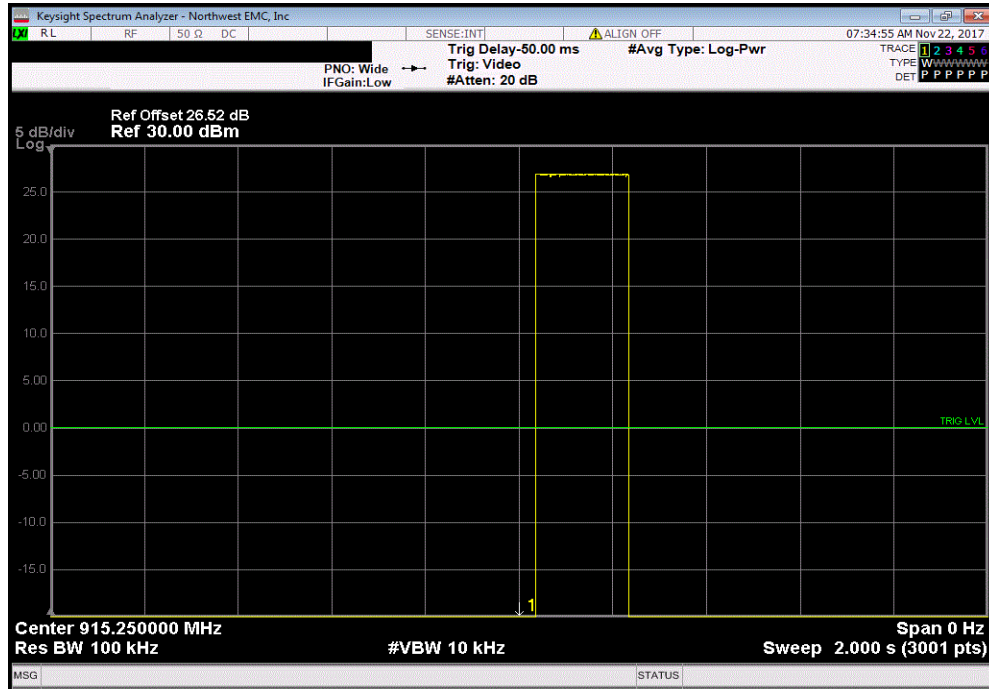 Keysight Spectrum Analyzer - Northwest EMC, Inc
LXI RL RF 50 Ω DC SENSE:INT ALIGN OFF 07:34:55 AM Nov 22, 2017
Trig Delay-50.00 ms #Avg Type: Log-Pwr TRACE 1 2 3 4 5 6
PNO: Wide Trig: Video TYPE WWWWWW
IFGain:Low #Atten: 20 dB DET P P P P P P
Ref Offset 26.52 dB
5 dB/div Ref 30.00 dBm
Log
25.0
20.0
15.0
10.0
5.00
0.00 TRIG LVL
-5.00
-10.0
-15.0
1
Center 915.250000 MHz Span 0 Hz
Res BW 100 kHz #VBW 10 kHz Sweep 2.000 s (3001 pts)
MSG STATUS